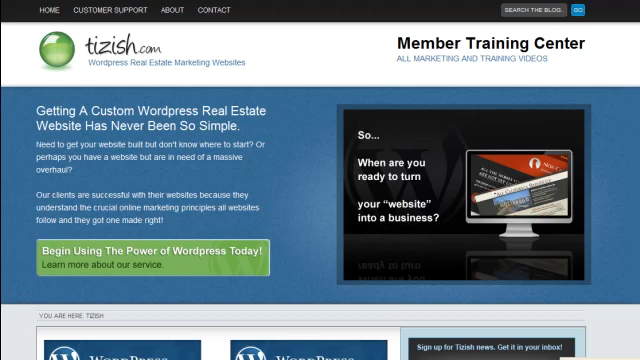 HOME CUSTOMER SUPPORT ABOUT CONTACT SEARCH THE BLOG.. GO
tizish.com
Wordpress Real Estate Marketing Websites
Member Training Center
ALL MARKETING AND TRAINING VIDEOS
Getting A Custom Wordpress Real Estate
Website Has Never Been So Simple.
Need to get your website built but don't know where to start? Or
perhaps you have a website but are in need of a massive
overhaul?
Our clients are successful with their websites because they
understand the crucial online marketing principles all websites
follow and they got one made right!
Begin Using The Power of Wordpress Today!
Learn more about our service.
So...
When are you
ready to turn
your “website”
into a business?
YOU ARE HERE: TIZISH
WORDPRESS
WORDPRESS
Sign up for Tizish news. Get it in your inbox!